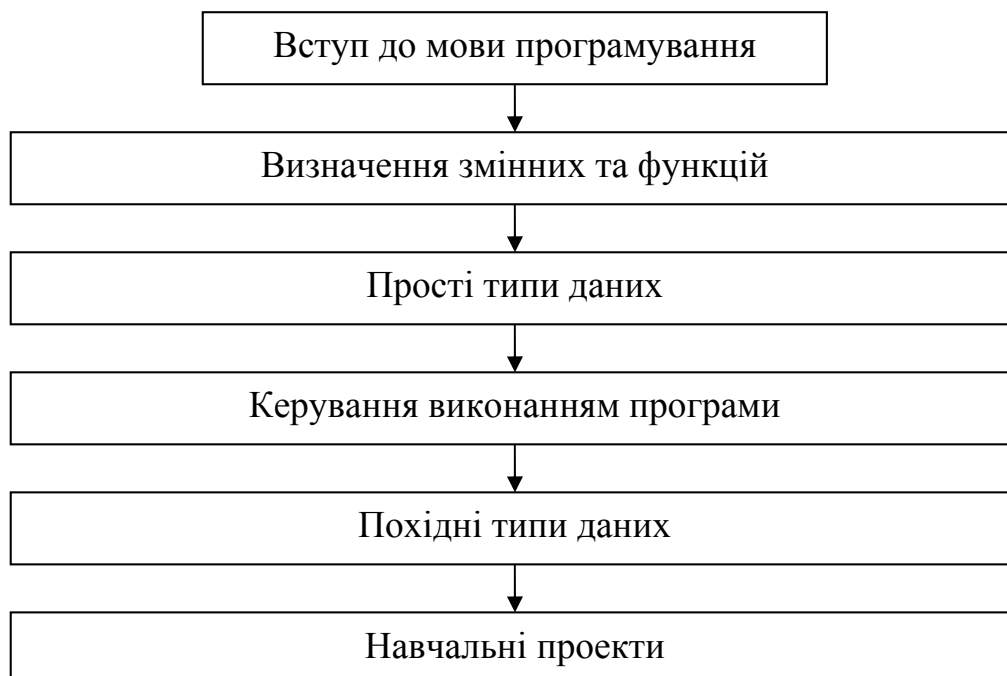 Вступ до мови програмування
Визначення змінних та функцій
Прості типи даних
Керування виконанням програми
Похідні типи даних
Навчальні проекти